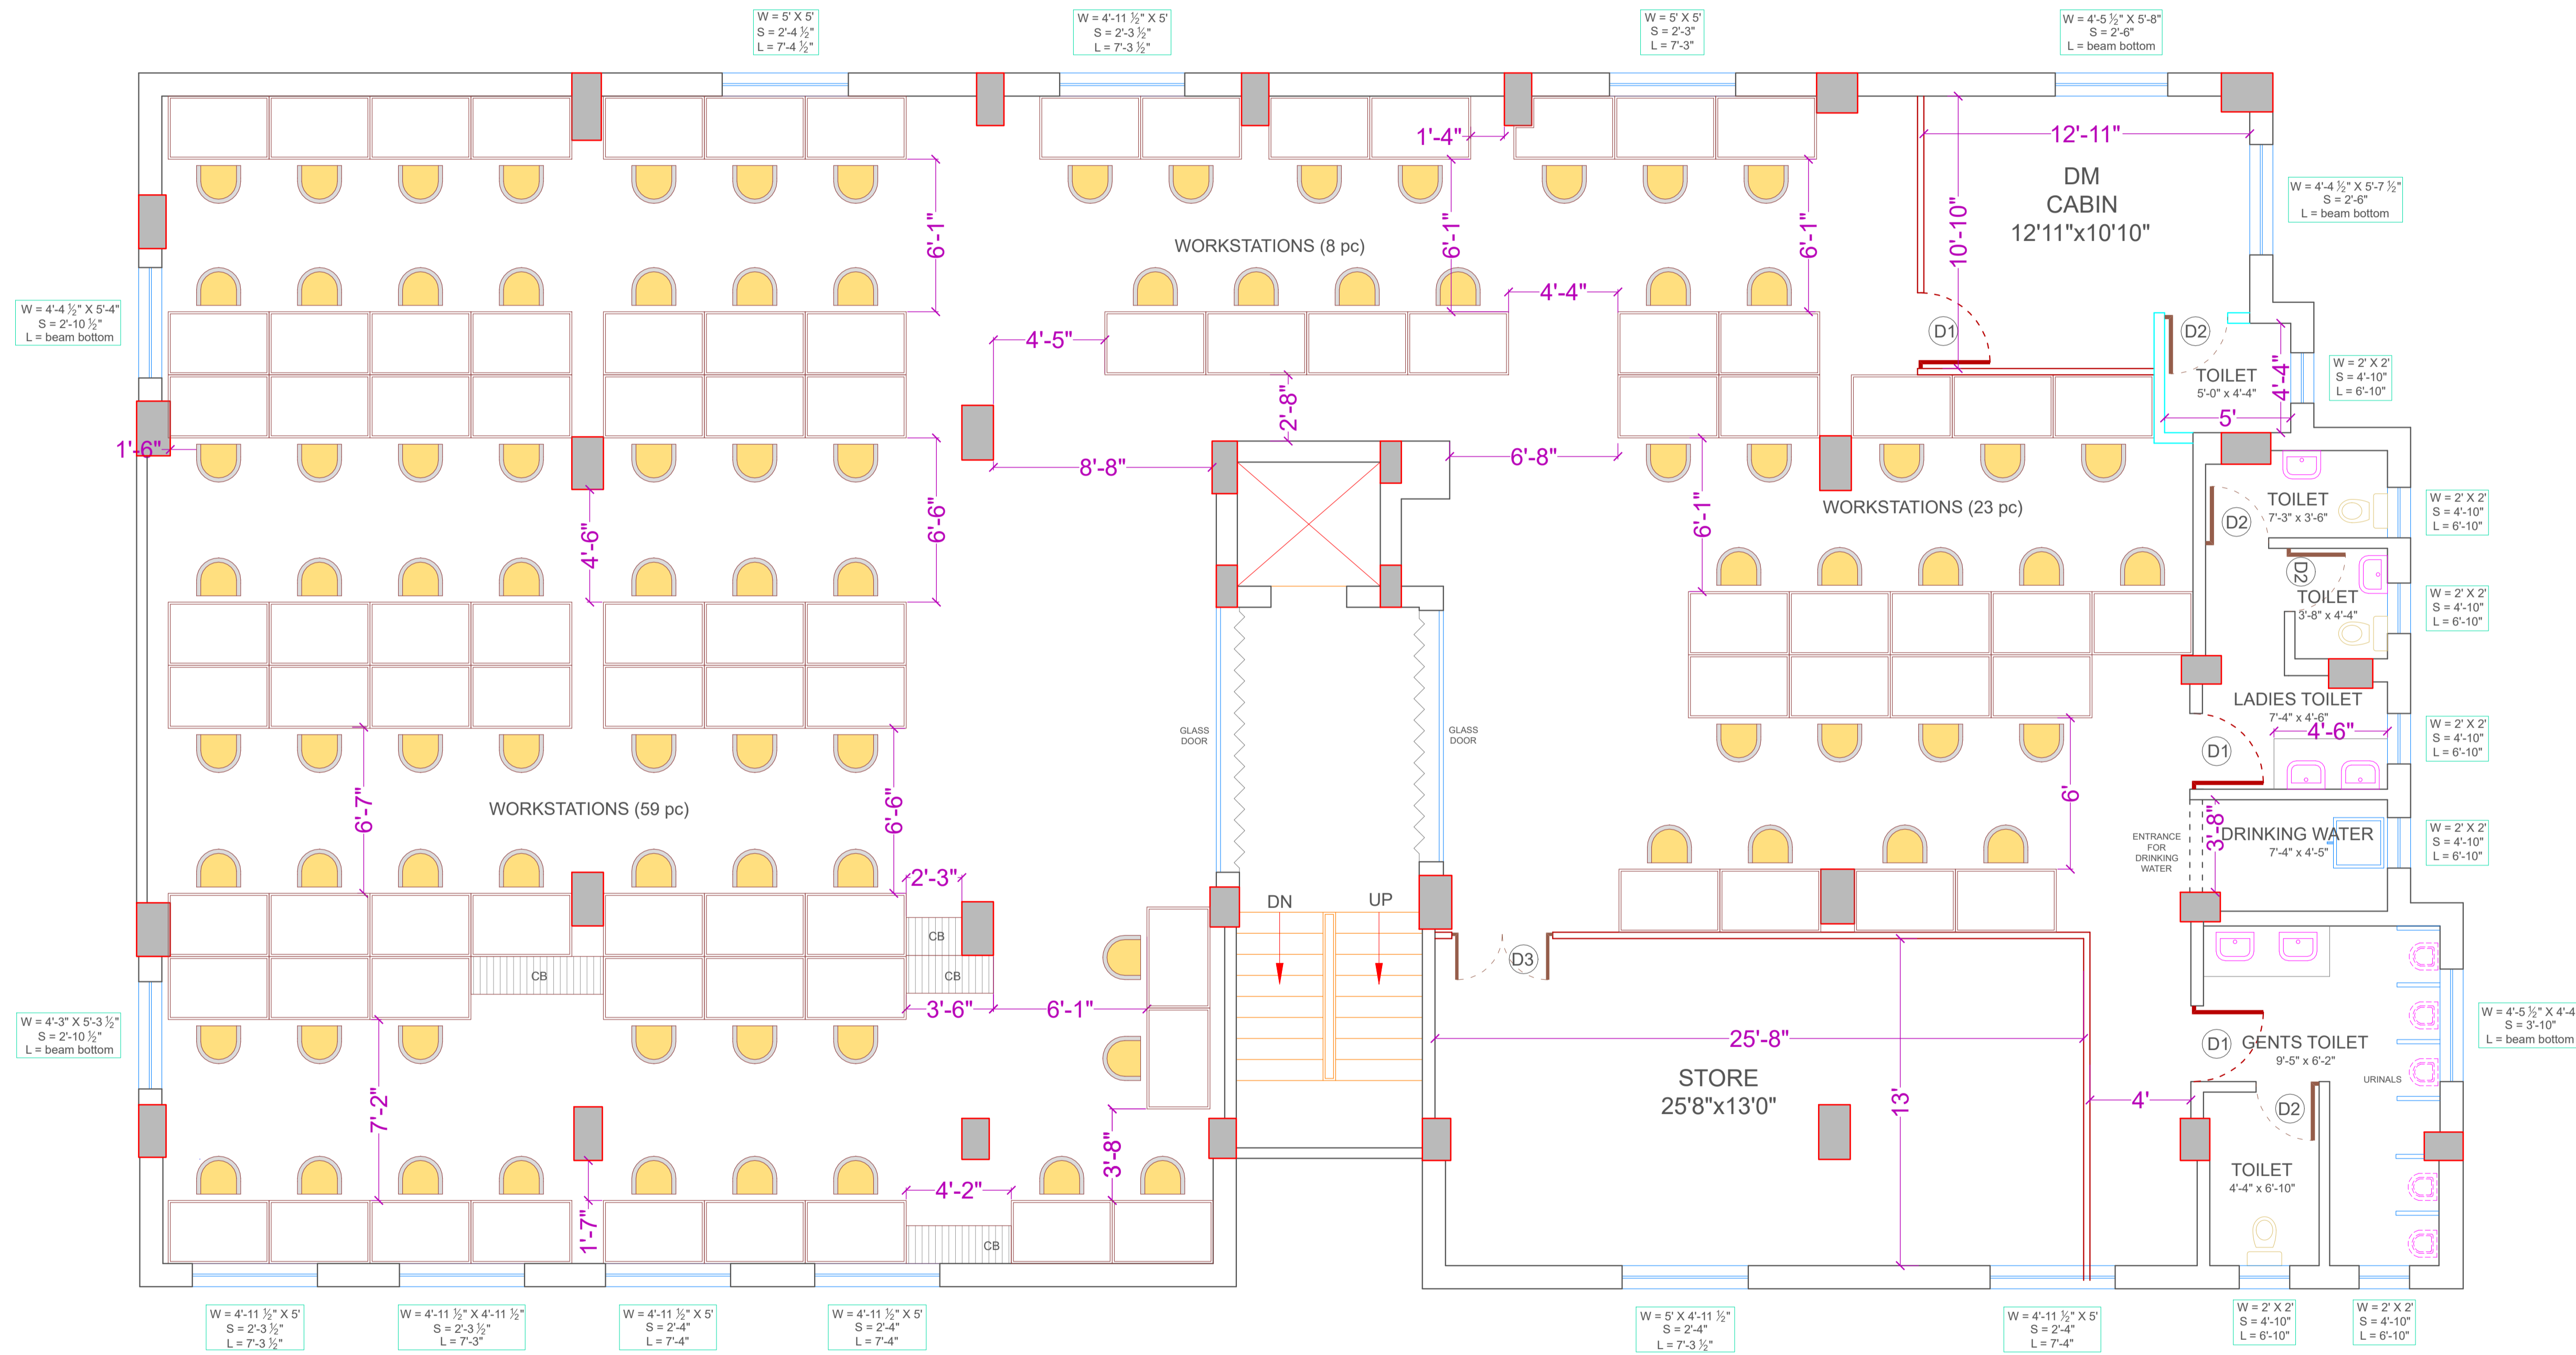 W = 5' X 5'
S = 2'-4 ½"
L = 7'-4 ½"
W = 4'-11 ½" X 5'
S = 2'-3 ½"
L = 7'-3 ½"
W = 5' X 5'
S = 2'-3"
L = 7'-3"
W = 4'-5 ½" X 5'-8"
S = 2'-6"
L = beam bottom
1'-4"
12'-11"
DM
CABIN
12'11"x10'10"
10'-10"
W = 4'-4 ½" X 5'-7 ½"
S = 2'-6"
L = beam bottom
6'-1"
WORKSTATIONS (8 pc)
6'-1"
6'-1"
W = 4'-4 ½" X 5'-4"
S = 2'-10 ½"
L = beam bottom
4'-5"
4'-4"
D1
D2
TOILET
5'-0" x 4'-4"
4'-4"
5'
W = 2' X 2'
S = 4'-10"
L = 6'-10"
2'-8"
1'-6"
8'-8"
6'-8"
6'-6"
4'-6"
6'-1"
WORKSTATIONS (23 pc)
TOILET
7'-3" x 3'-6"
D2
W = 2' X 2'
S = 4'-10"
L = 6'-10"
D2
TOILET
3'-8" x 4'-4"
W = 2' X 2'
S = 4'-10"
L = 6'-10"
LADIES TOILET
7'-4" x 4'-6"
4'-6"
D1
W = 2' X 2'
S = 4'-10"
L = 6'-10"
GLASS
DOOR
GLASS
DOOR
6'-7"
WORKSTATIONS (59 pc)
6'-6"
6'
ENTRANCE
FOR
DRINKING
WATER
3'-8"
DRINKING WATER
7'-4" x 4'-5"
W = 2' X 2'
S = 4'-10"
L = 6'-10"
2'-3"
CB
CB
CB
3'-6"
6'-1"
DN
UP
D3
W = 4'-3" X 5'-3 ½"
S = 2'-10 ½"
L = beam bottom
25'-8"
STORE
25'8"x13'0"
13'
4'
D1
GENTS TOILET
9'-5" x 6'-2"
URINALS
W = 4'-5 ½" X 4'-4
S = 3'-10"
L = beam bottom
D2
TOILET
4'-4" x 6'-10"
7'-2"
3'-8"
4'-2"
1'-7"
CB
W = 4'-11 ½" X 5'
S = 2'-3 ½"
L = 7'-3 ½"
W = 4'-11 ½" X 4'-11 ½"
S = 2'-3 ½"
L = 7'-3"
W = 4'-11 ½" X 5'
S = 2'-4"
L = 7'-4"
W = 4'-11 ½" X 5'
S = 2'-4"
L = 7'-4"
W = 5' X 4'-11 ½"
S = 2'-4"
L = 7'-3 ½"
W = 4'-11 ½" X 5'
S = 2'-4"
L = 7'-4"
W = 2' X 2'
S = 4'-10"
L = 6'-10"
W = 2' X 2'
S = 4'-10"
L = 6'-10"